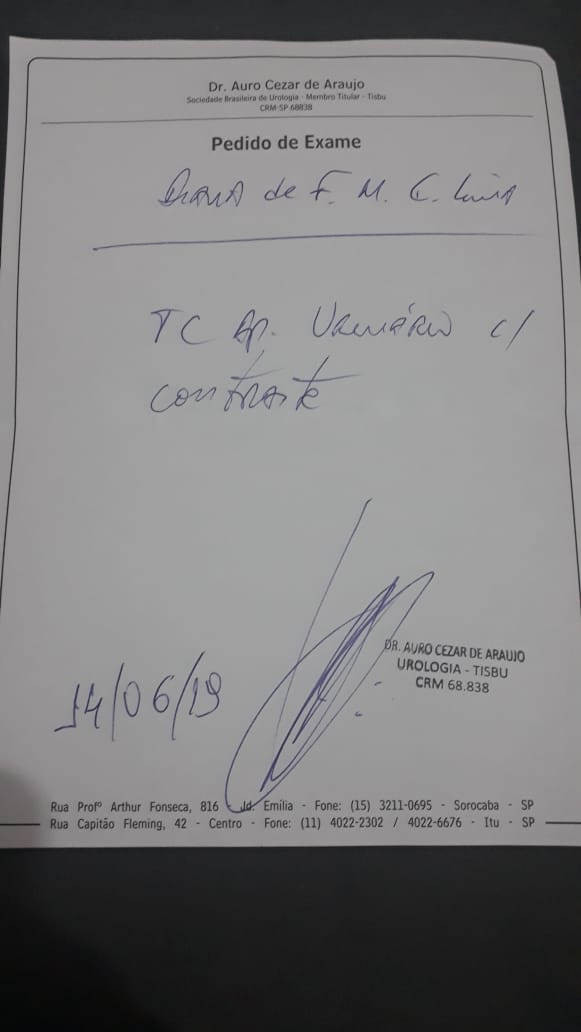 Dr. Auro Cezar de Araujo
Sociedade Brasileira de Urologia - Membro Titular - Tisbu
CRM-SP 68838
Pedido de Exame
de F. M. C. Lima
TC Ap. Urinário c/
contraste
14/06/19
DR. AURO CEZAR DE ARAUJO
UROLOGIA - TISBU
CRM 68.838
Rua Profº Arthur Fonseca, 816 - Jd. Emília - Fone: (15) 3211-0695 - Sorocaba - SP
Rua Capitão Fleming, 42 - Centro - Fone: (11) 4022-2302 / 4022-6676 - Itu - SP